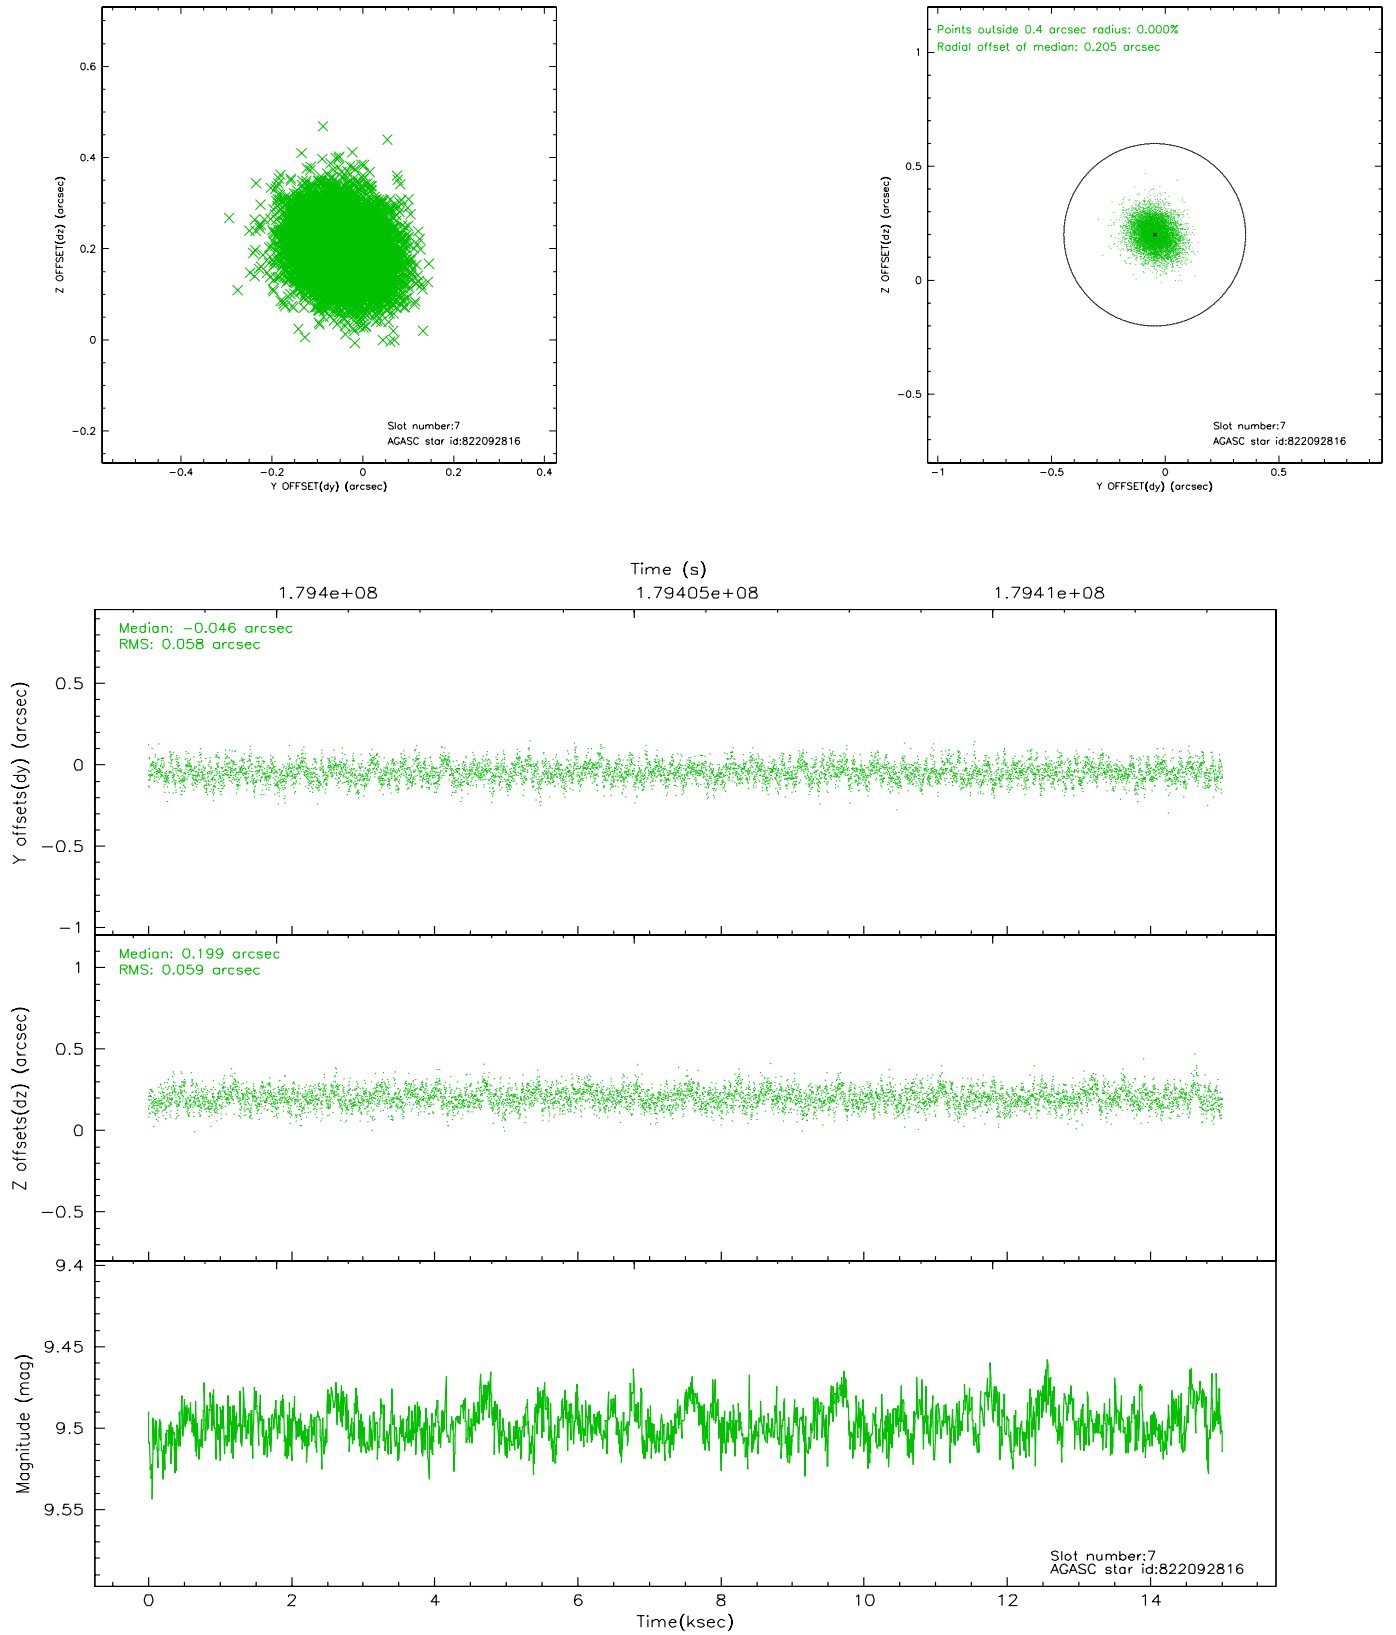 0.6
0.4
0.2
0
−0.2
Z OFFSET(dz) (arcsec)
−0.4
−0.2
0
0.2
0.4
Y OFFSET(dy) (arcsec)
Slot number:7
AGASC star id:822092816
Points outside 0.4 arcsec radius: 0.000%
Radial offset of median: 0.205 arcsec
1
0.5
0
−0.5
Z OFFSET(dz) (arcsec)
−1
−0.5
0
0.5
Y OFFSET(dy) (arcsec)
Slot number:7
AGASC star id:822092816
Time (s)
1.794e+08
1.79405e+08
1.7941e+08
Median: −0.046 arcsec
RMS: 0.058 arcsec
0.5
0
−0.5
−1
Y offsets(dy) (arcsec)
Median: 0.199 arcsec
RMS: 0.059 arcsec
1
0.5
0
−0.5
Z offsets(dz) (arcsec)
9.4
9.45
9.5
9.55
Magnitude (mag)
Slot number:7
AGASC star id:822092816
0
2
4
6
8
10
12
14
Time(ksec)